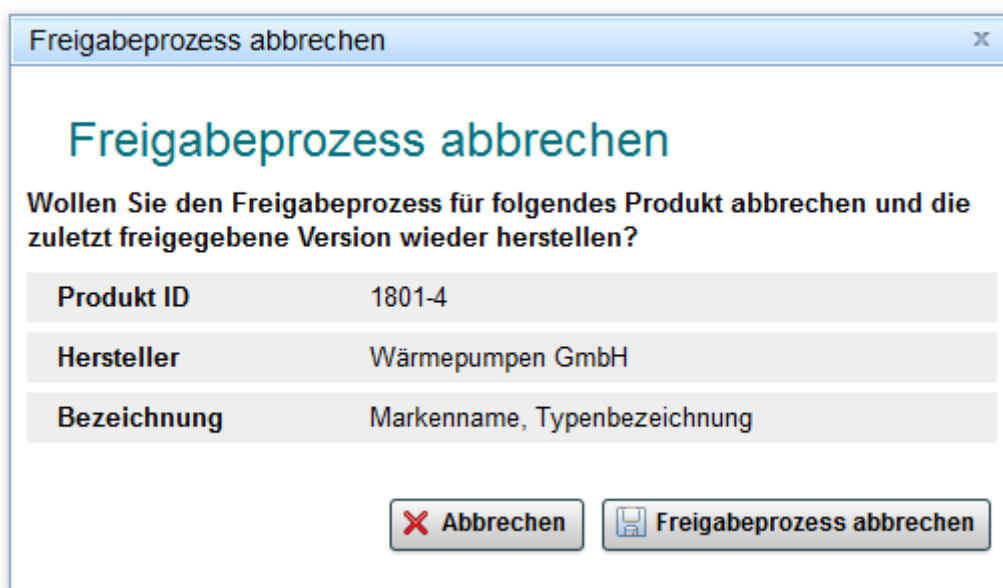 Freigabeprozess abbrechen x
Freigabeprozess abbrechen
Wollen Sie den Freigabeprozess für folgendes Produkt abbrechen und die
zuletzt freigegebene Version wieder herstellen?
Produkt ID 1801-4
Hersteller Wärmepumpen GmbH
Bezeichnung Markenname, Typenbezeichnung
Abbrechen Freigabeprozess abbrechen